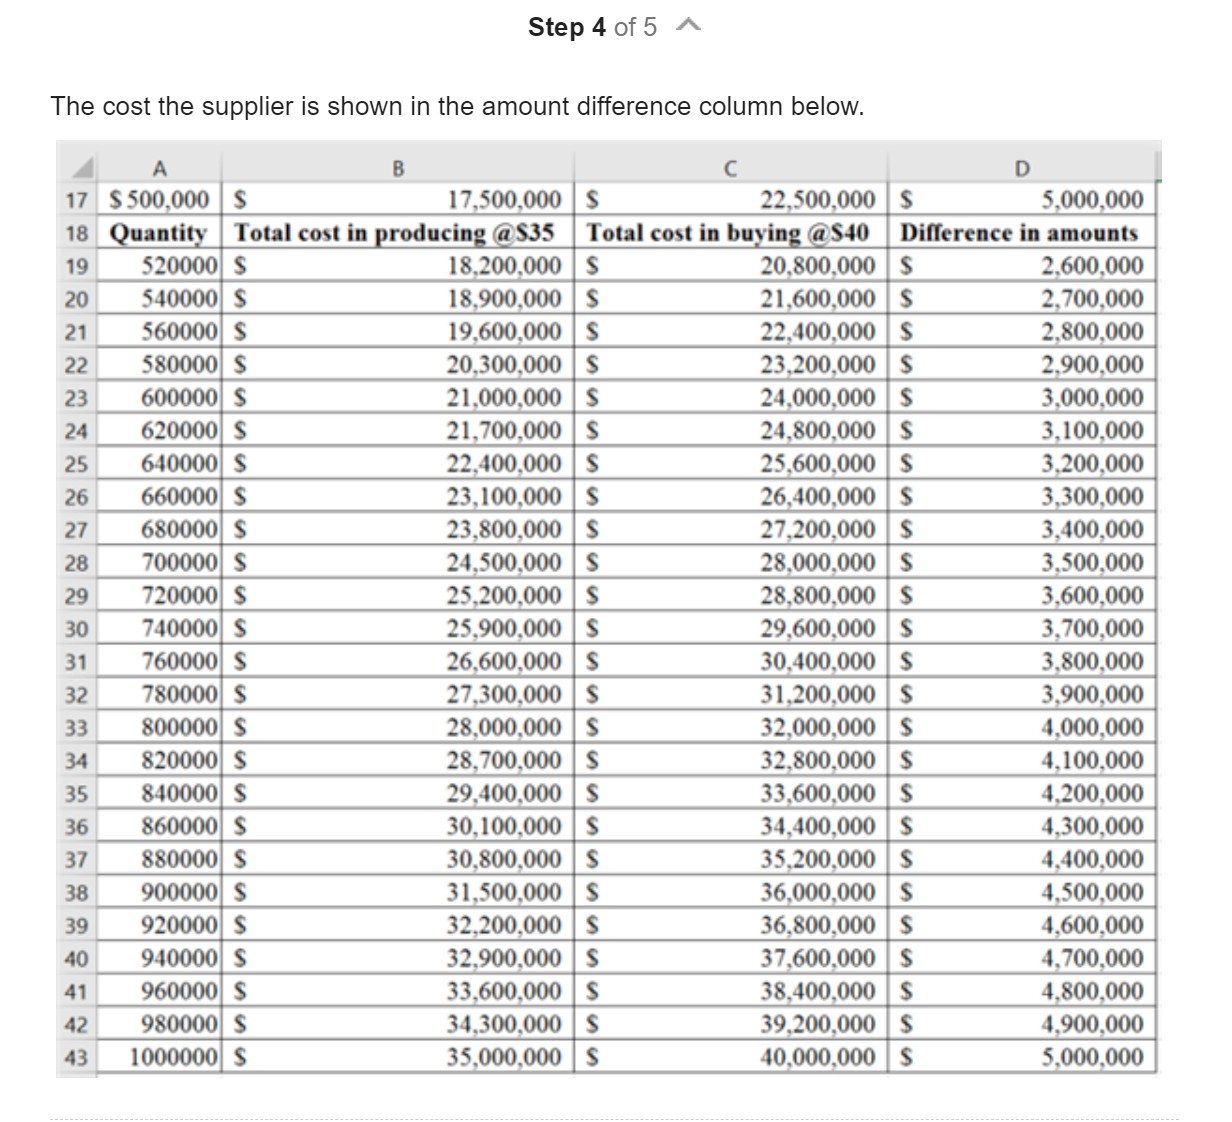 Step 4 of 5
The cost the supplier is shown in the amount difference column below.
A B C D
17 $ 500,000 $ 17,500,000 $ 22,500,000 $ 5,000,000
18 Quantity Total cost in producing @$35 Total cost in buying @$40 Difference in amounts
19 520000 $ 18,200,000 $ 20,800,000 $ 2,600,000
20 540000 $ 18,900,000 $ 21,600,000 $ 2,700,000
21 560000 $ 19,600,000 $ 22,400,000 $ 2,800,000
22 580000 $ 20,300,000 $ 23,200,000 $ 2,900,000
23 600000 $ 21,000,000 $ 24,000,000 $ 3,000,000
24 620000 $ 21,700,000 $ 24,800,000 $ 3,100,000
25 640000 $ 22,400,000 $ 25,600,000 $ 3,200,000
26 660000 $ 23,100,000 $ 26,400,000 $ 3,300,000
27 680000 $ 23,800,000 $ 27,200,000 $ 3,400,000
28 700000 $ 24,500,000 $ 28,000,000 $ 3,500,000
29 720000 $ 25,200,000 $ 28,800,000 $ 3,600,000
30 740000 $ 25,900,000 $ 29,600,000 $ 3,700,000
31 760000 $ 26,600,000 $ 30,400,000 $ 3,800,000
32 780000 $ 27,300,000 $ 31,200,000 $ 3,900,000
33 800000 $ 28,000,000 $ 32,000,000 $ 4,000,000
34 820000 $ 28,700,000 $ 32,800,000 $ 4,100,000
35 840000 $ 29,400,000 $ 33,600,000 $ 4,200,000
36 860000 $ 30,100,000 $ 34,400,000 $ 4,300,000
37 880000 $ 30,800,000 $ 35,200,000 $ 4,400,000
38 900000 $ 31,500,000 $ 36,000,000 $ 4,500,000
39 920000 $ 32,200,000 $ 36,800,000 $ 4,600,000
40 940000 $ 32,900,000 $ 37,600,000 $ 4,700,000
41 960000 $ 33,600,000 $ 38,400,000 $ 4,800,000
42 980000 $ 34,300,000 $ 39,200,000 $ 4,900,000
43 1000000 $ 35,000,000 $ 40,000,000 $ 5,000,000